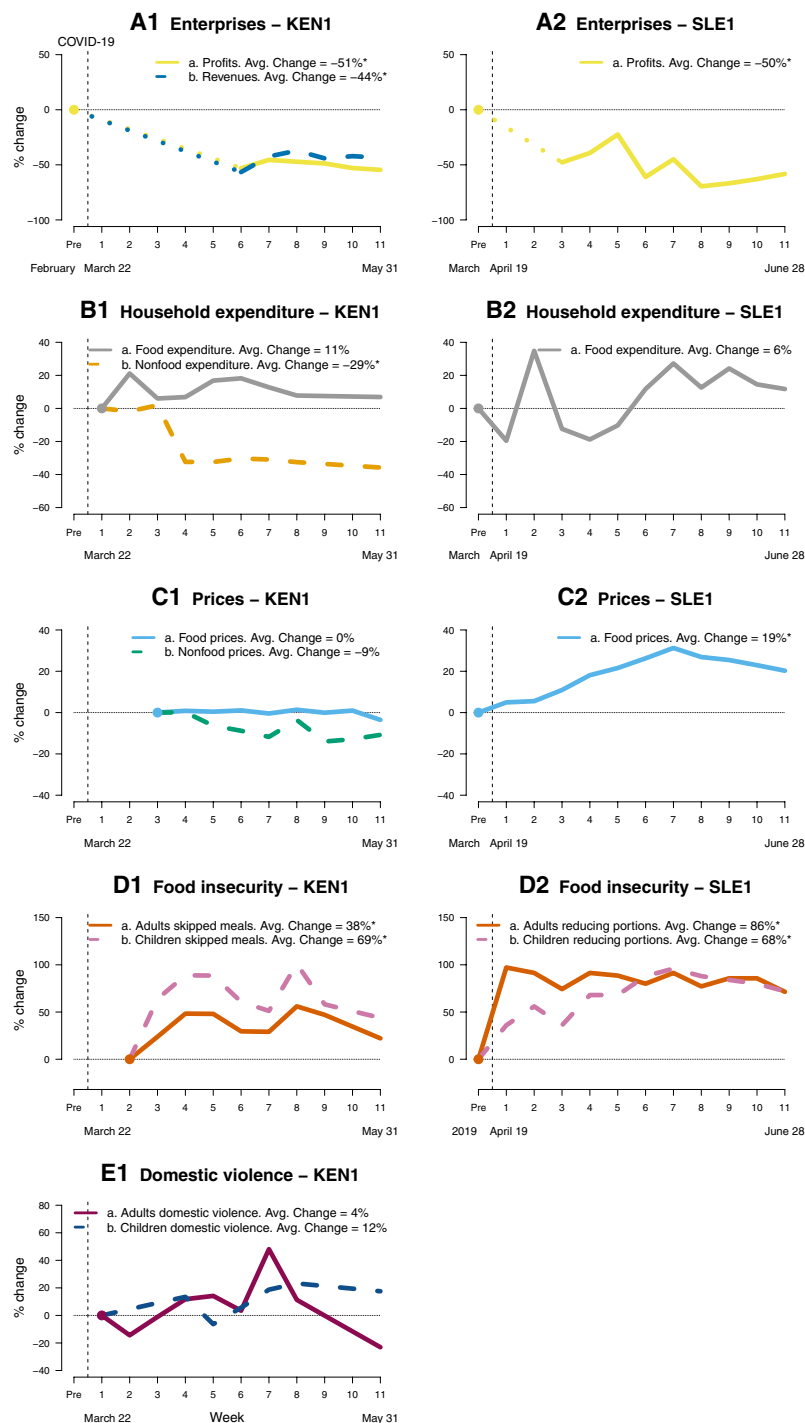 A1 Enterprises – KEN1
COVID-19
a. Profits. Avg. Change = −51%*
b. Revenues. Avg. Change = −44%*
% change
50
0
−50
−100
Pre 1 2 3 4 5 6 7 8 9 10 11
February March 22 May 31
A2 Enterprises – SLE1
a. Profits. Avg. Change = −50%*
50
0
−50
−100
Pre 1 2 3 4 5 6 7 8 9 10 11
March April 19 June 28
B1 Household expenditure – KEN1
a. Food expenditure. Avg. Change = 11%
b. Nonfood expenditure. Avg. Change = −29%*
% change
40
20
0
−20
−40
−60
Pre 1 2 3 4 5 6 7 8 9 10 11
March 22 May 31
B2 Household expenditure – SLE1
a. Food expenditure. Avg. Change = 6%
40
20
0
−20
−40
−60
Pre 1 2 3 4 5 6 7 8 9 10 11
March April 19 June 28
C1 Prices – KEN1
a. Food prices. Avg. Change = 0%
b. Nonfood prices. Avg. Change = −9%
% change
40
20
0
−20
−40
Pre 1 2 3 4 5 6 7 8 9 10 11
March 22 May 31
C2 Prices – SLE1
a. Food prices. Avg. Change = 19%*
40
20
0
−20
−40
Pre 1 2 3 4 5 6 7 8 9 10 11
March April 19 June 28
D1 Food insecurity – KEN1
a. Adults skipped meals. Avg. Change = 38%*
b. Children skipped meals. Avg. Change = 69%*
% change
150
100
50
0
Pre 1 2 3 4 5 6 7 8 9 10 11
March 22 May 31
D2 Food insecurity – SLE1
a. Adults reducing portions. Avg. Change = 86%*
b. Children reducing portions. Avg. Change = 68%*
150
100
50
0
Pre 1 2 3 4 5 6 7 8 9 10 11
2019 April 19 June 28
E1 Domestic violence – KEN1
a. Adults domestic violence. Avg. Change = 4%
b. Children domestic violence. Avg. Change = 12%
% change
80
60
40
20
0
−20
−40
Pre 1 2 3 4 5 6 7 8 9 10 11
March 22 Week May 31